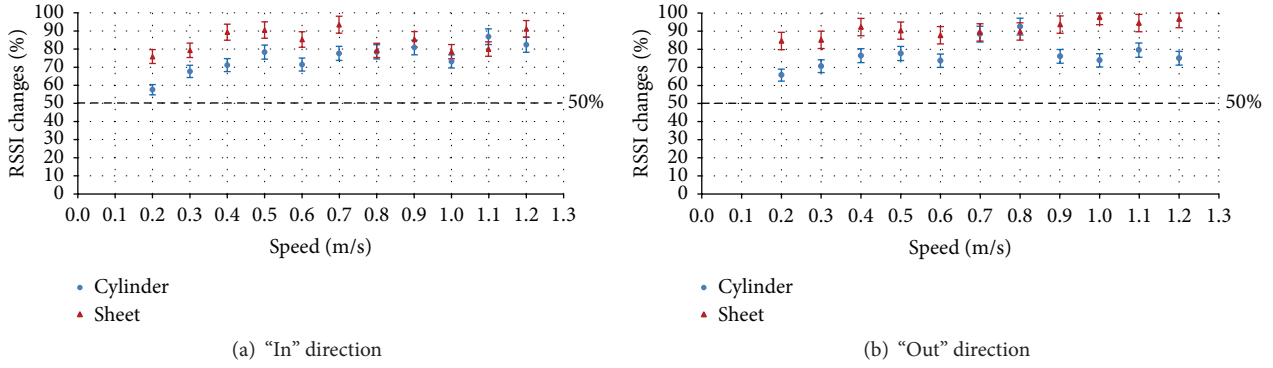 RSSI changes (%)
100
90
80
70
60
50
40
30
20
10
0
50%
0.0 0.1 0.2 0.3 0.4 0.5 0.6 0.7 0.8 0.9 1.0 1.1 1.2 1.3
Speed (m/s)
Cylinder
Sheet
(a) “In” direction
RSSI changes (%)
100
90
80
70
60
50
40
30
20
10
0
50%
0.0 0.1 0.2 0.3 0.4 0.5 0.6 0.7 0.8 0.9 1.0 1.1 1.2 1.3
Speed (m/s)
Cylinder
Sheet
(b) “Out” direction